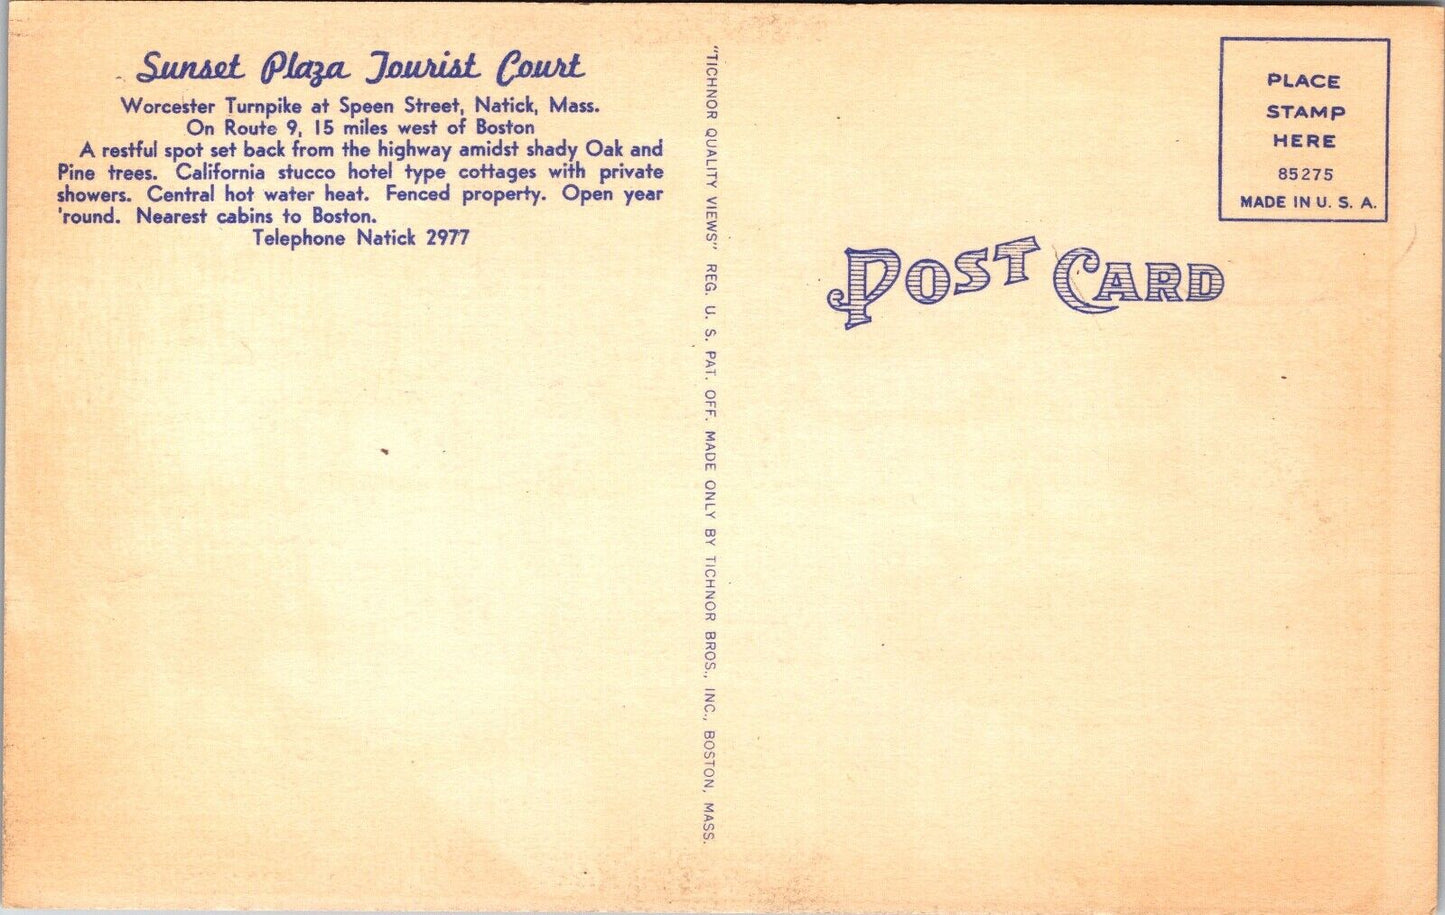 Sunset Plaza Tourist Court
Worcester Turnpike at Speen Street, Natick, Mass.
On Route 9, 15 miles west of Boston
A restful spot set back from the highway amidst shady Oak and
Pine trees. California stucco hotel type cottages with private
showers. Central hot water heat. Fenced property. Open year
'round. Nearest cabins to Boston.
Telephone Natick 2977
"TICHNOR QUALITY VIEWS" REG. U. S. PAT. OFF. MADE ONLY BY TICHNOR BROS., INC., BOSTON, MASS.
PLACE
STAMP
HERE
85275
MADE IN U. S. A.
POST CARD